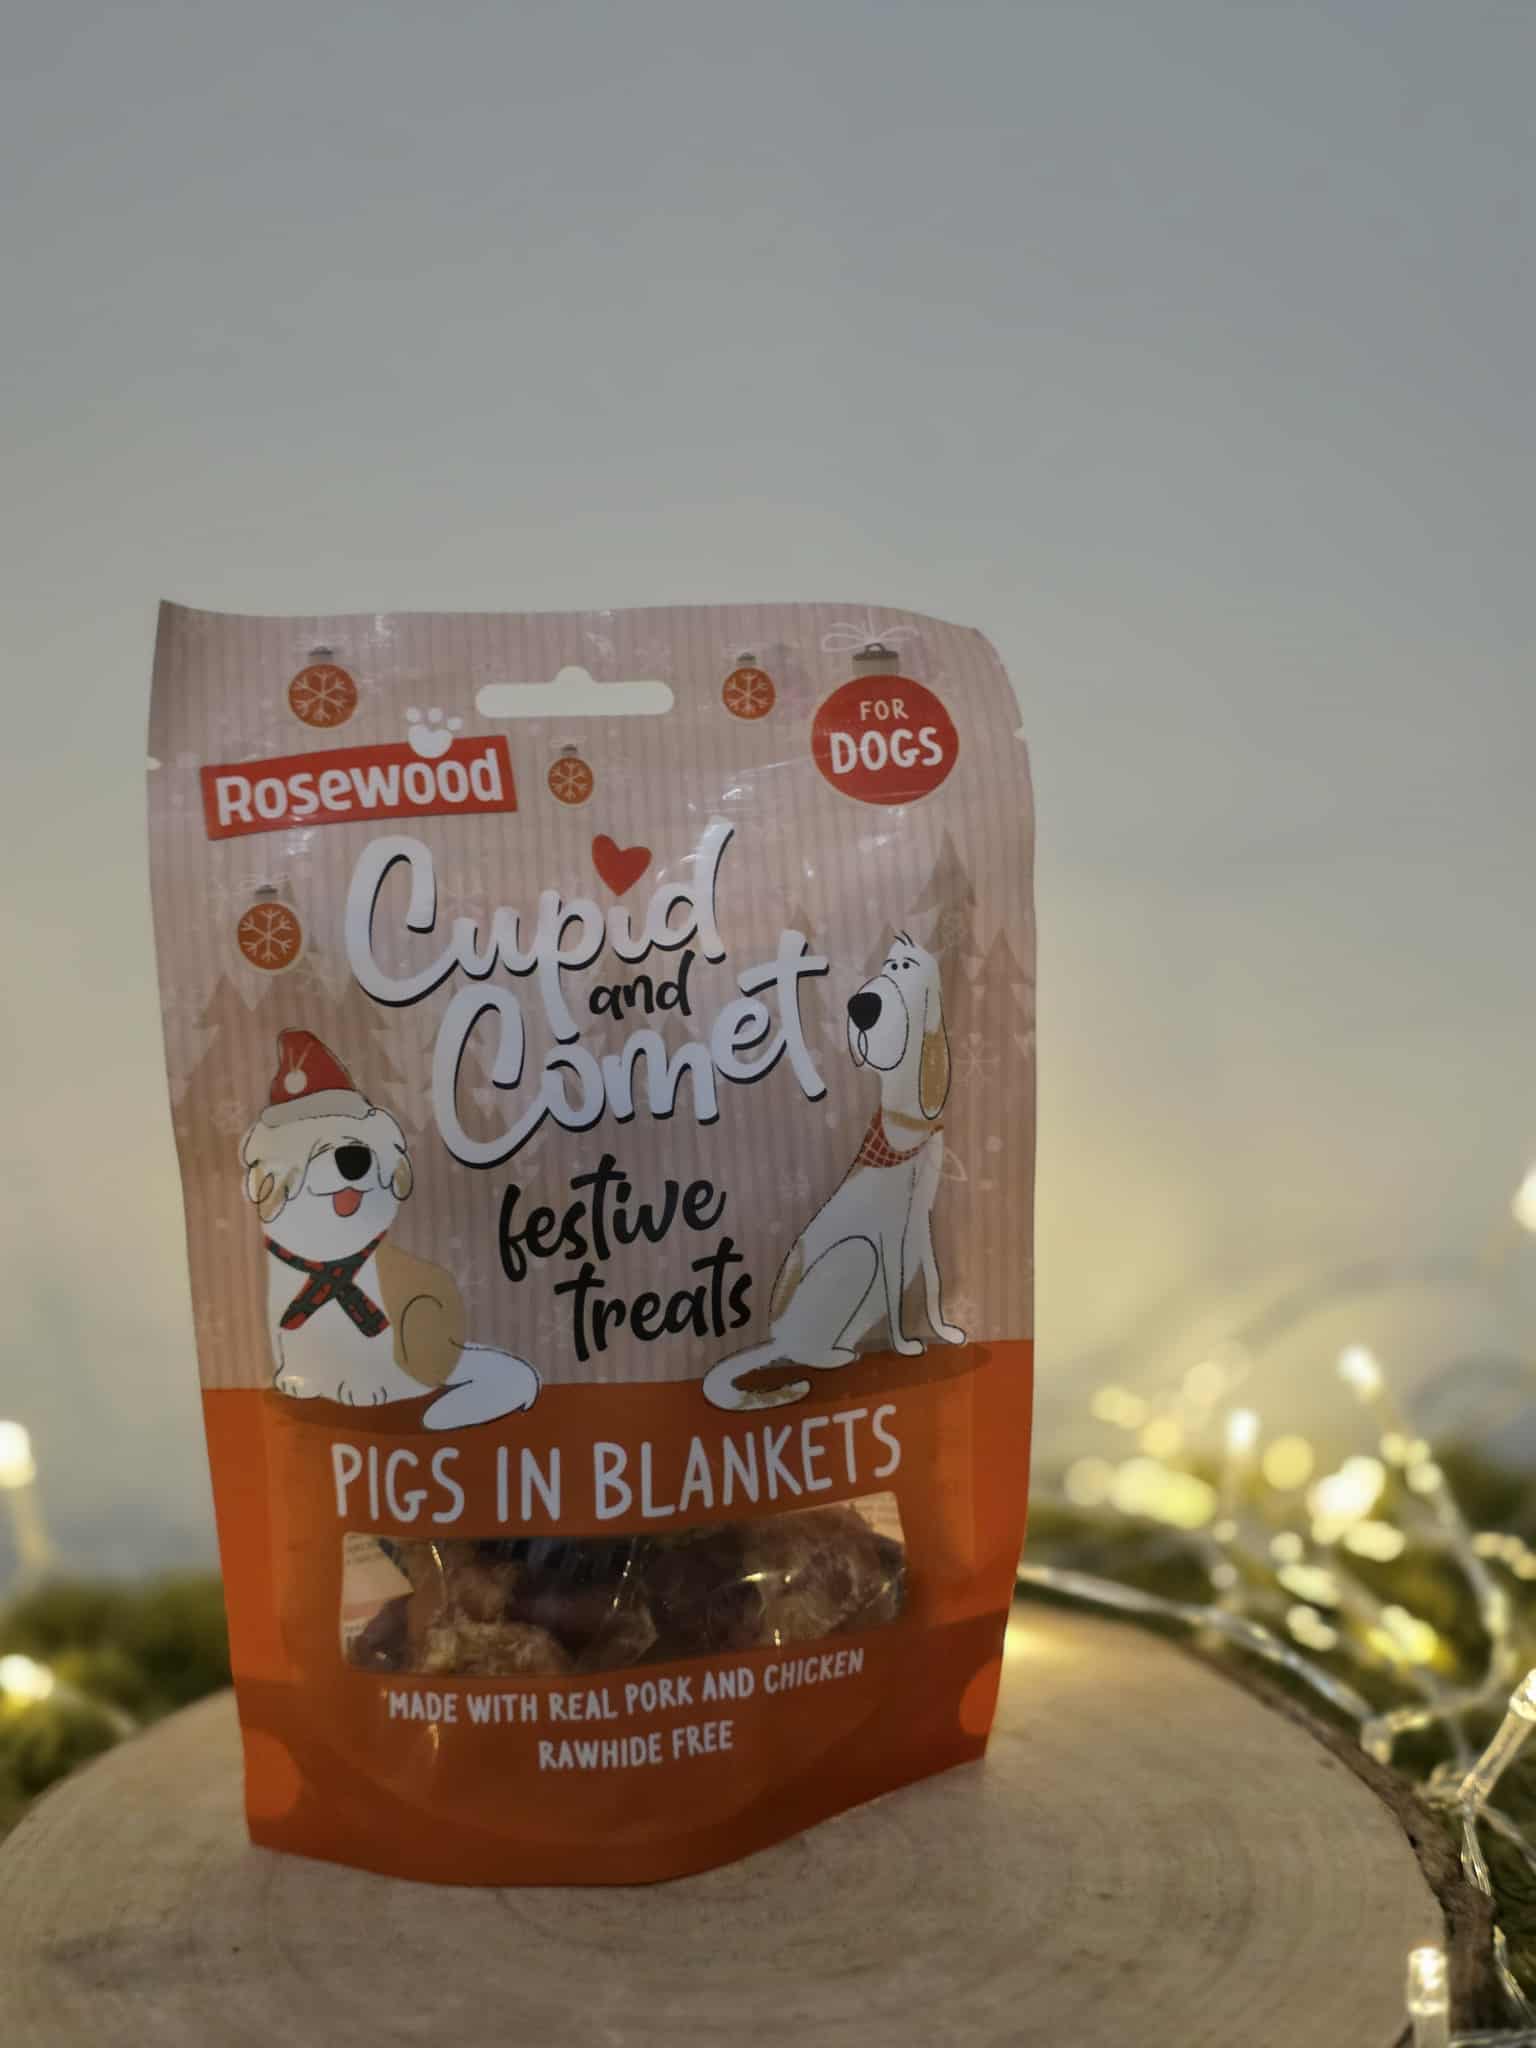 FOR
DOGS
Rosewood
Cupid
and
Comet
festive
treats
PIGS IN BLANKETS
MADE WITH REAL PORK AND CHICKEN
RAWHIDE FREE